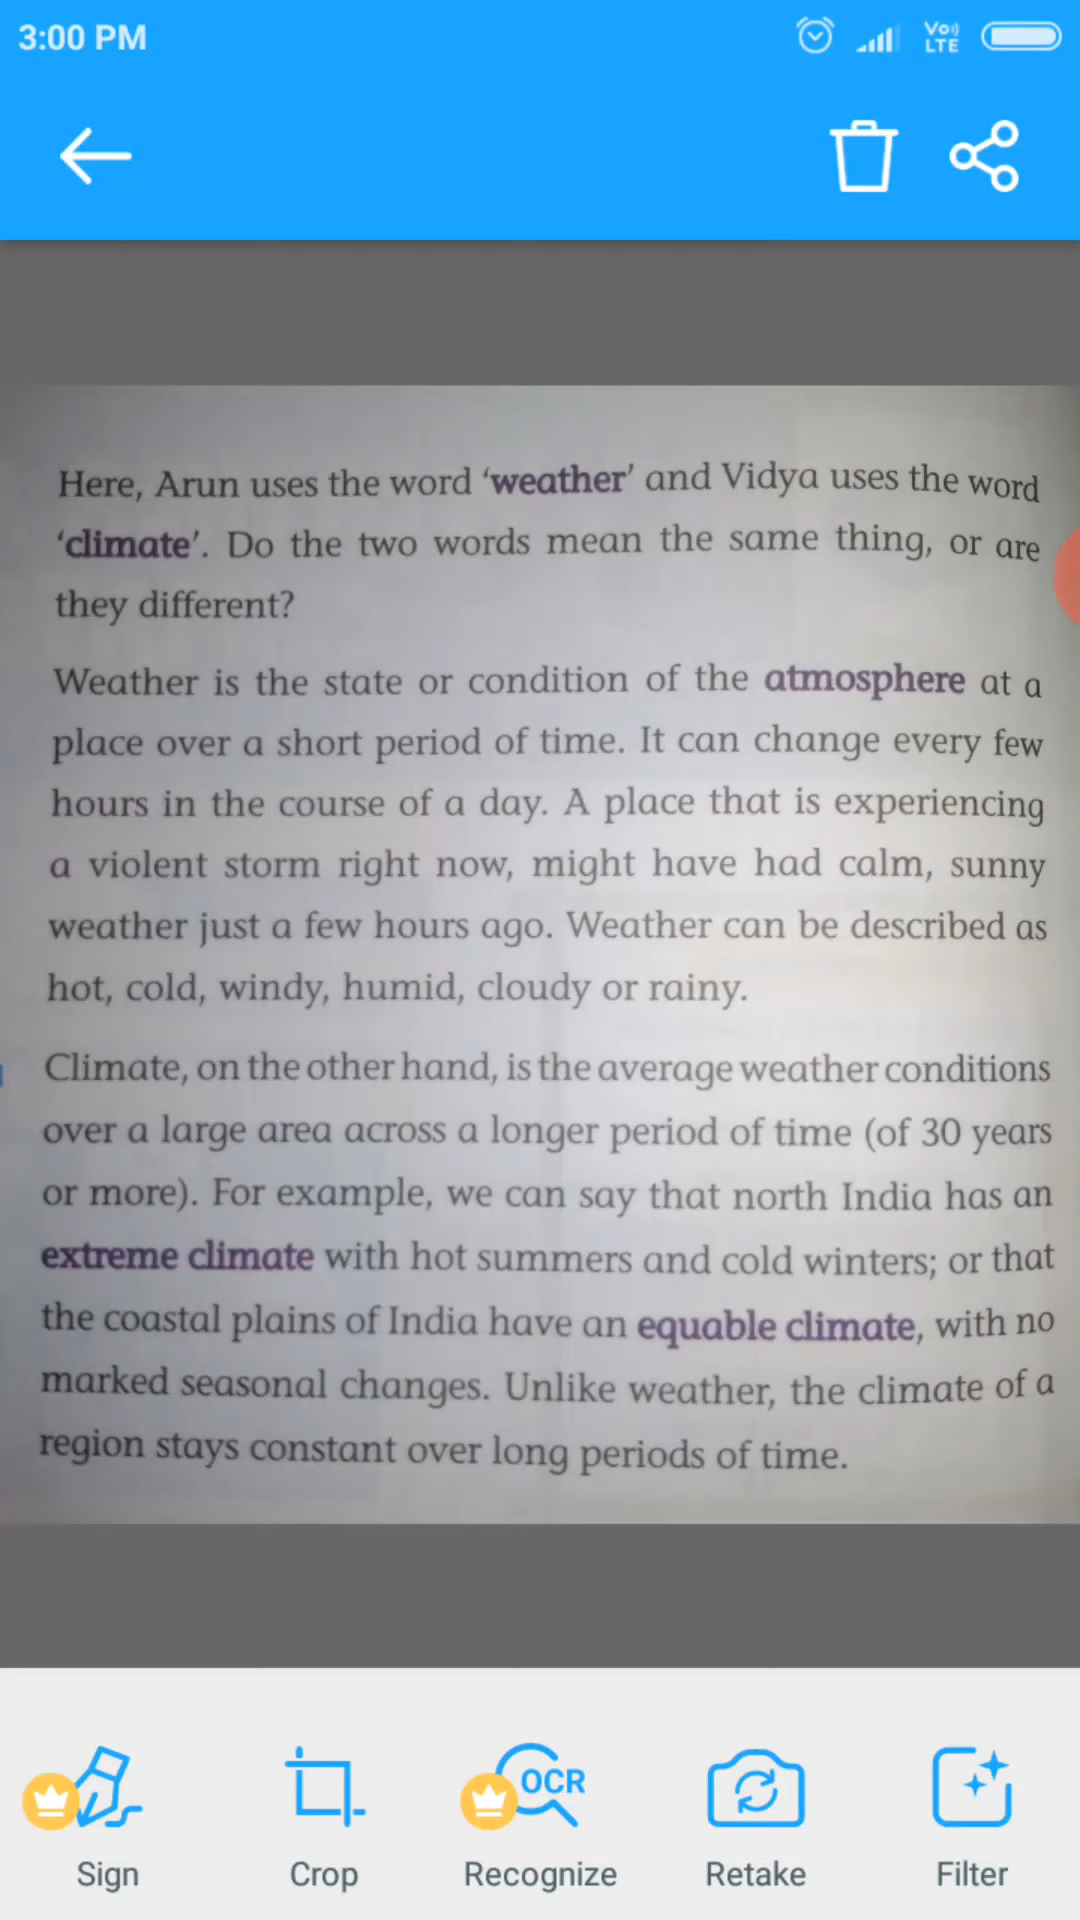 3:00 PM
Vo))
LTE
Here, Arun uses the word ‘weather’ and Vidya uses the word
‘climate’. Do the two words mean the same thing, or are
they different?
Weather is the state or condition of the atmosphere at a
place over a short period of time. It can change every few
hours in the course of a day. A place that is experiencing
a violent storm right now, might have had calm, sunny
weather just a few hours ago. Weather can be described as
hot, cold, windy, humid, cloudy or rainy.
Climate, on the other hand, is the average weather conditions
over a large area across a longer period of time (of 30 years
or more). For example, we can say that north India has an
extreme climate with hot summers and cold winters; or that
the coastal plains of India have an equable climate, with no
marked seasonal changes. Unlike weather, the climate of a
region stays constant over long periods of time.
OCR
Sign Crop Recognize Retake Filter